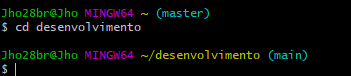 Jho28br@Jho MINGW64 ~ (master)
$ cd desenvolvimento
Jho28br@Jho MINGW64 ~/desenvolvimento (main)
$